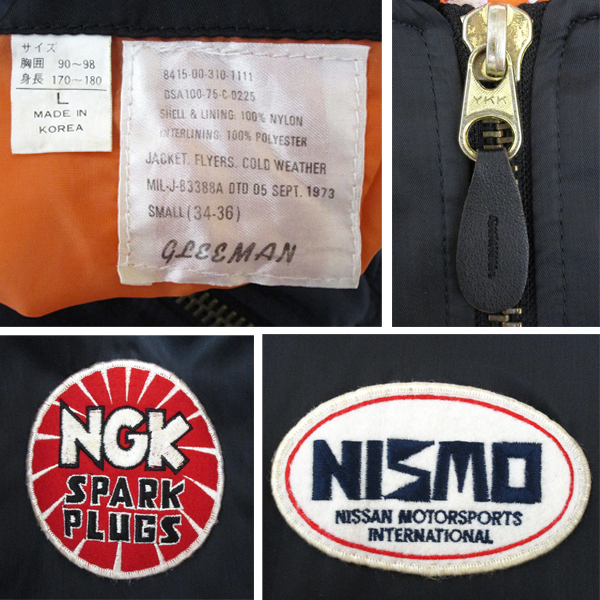 サイズ
胸囲 90~98
身長 170~180
L
MADE IN
KOREA
8415-00-310-1111
DSA100-75-C-0225
SHELL & LINING: 100% NYLON
INTERLINING: 100% POLYESTER
JACKET. FLYERS. COLD WEATHER
MIL-J-83388A DTD 05 SEPT. 1973
SMALL (34-36)
GLEEMAN
YKK
NGK
SPARK
PLUGS
NISMO
NISSAN MOTORSPORTS
INTERNATIONAL